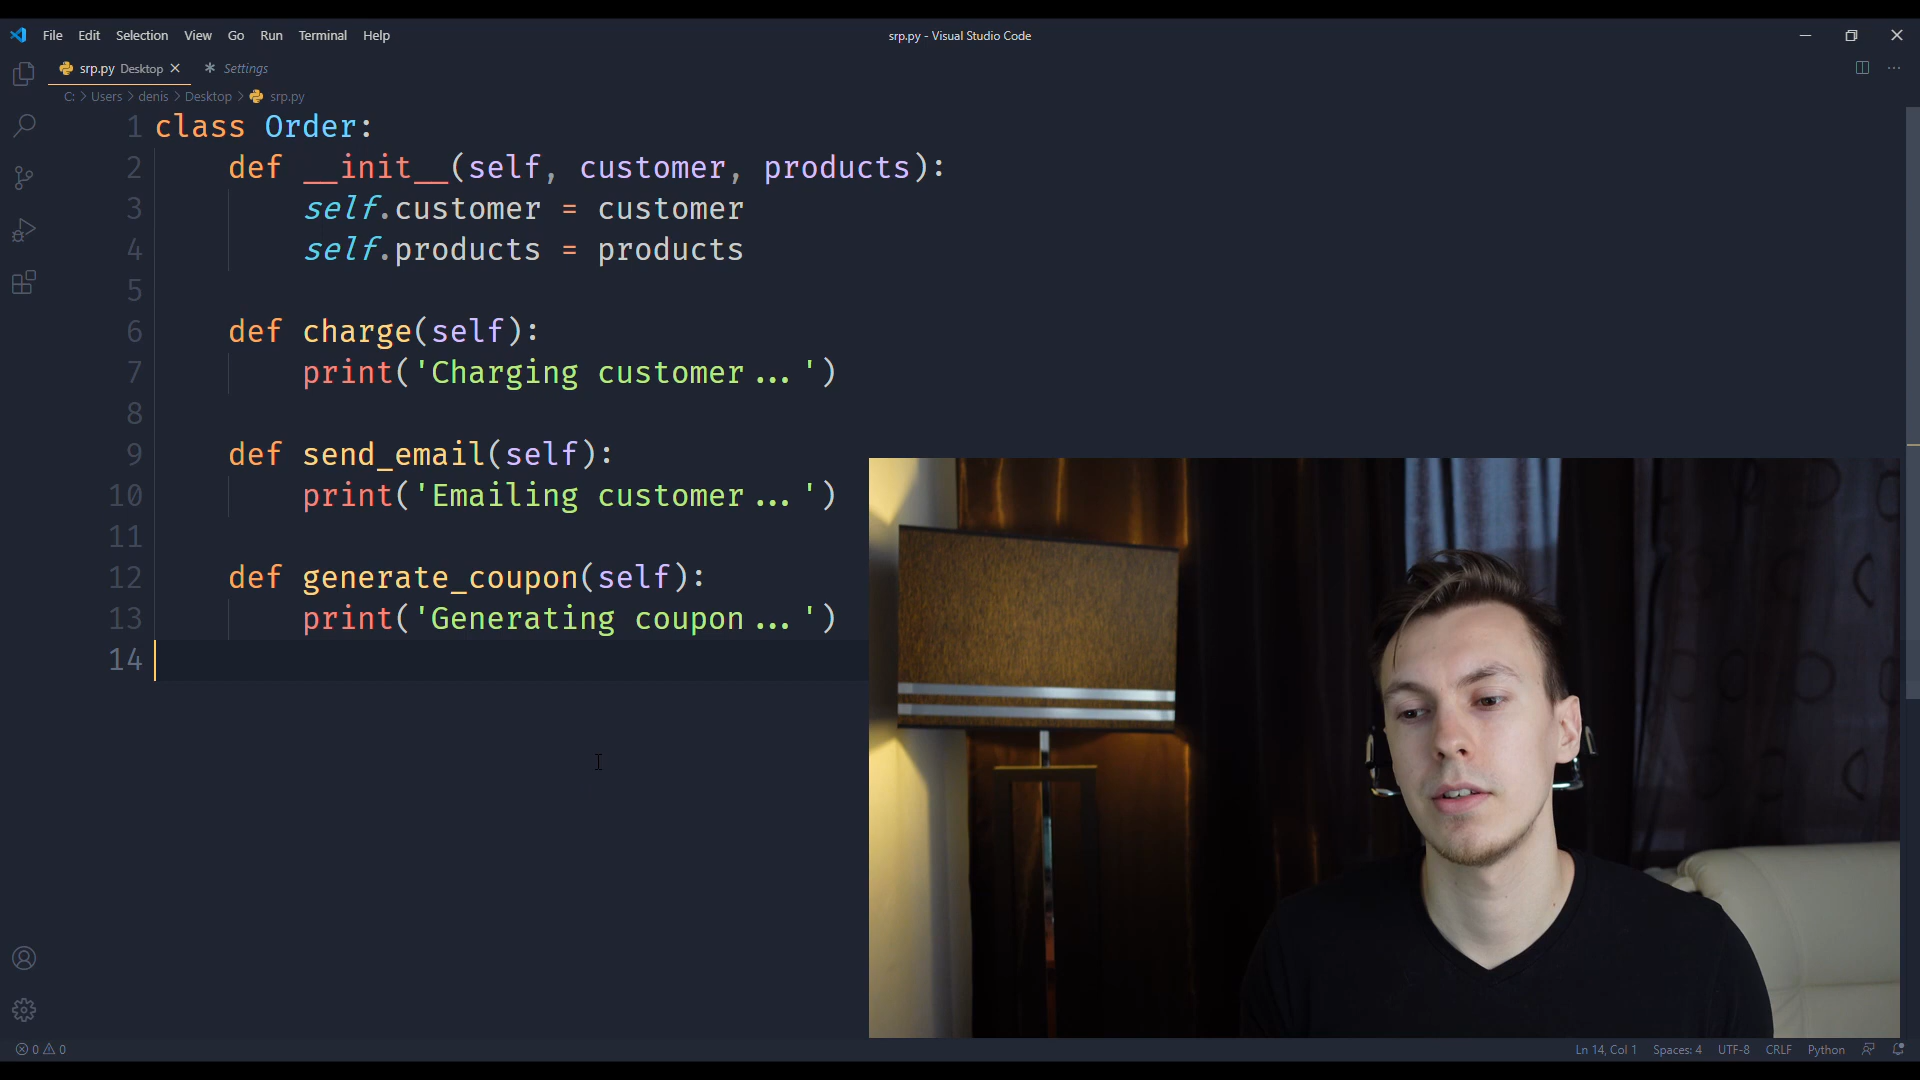 File Edit Selection View Go Run Terminal Help
srp.py - Visual Studio Code
srp.py Desktop
Settings
C: > Users > denis > Desktop > srp.py
1 class Order:
2     def __init__(self, customer, products):
3         self.customer = customer
4         self.products = products
5
6     def charge(self):
7         print('Charging customer...')
8
9     def send_email(self):
10         print('Emailing customer...')
11
12     def generate_coupon(self):
13         print('Generating coupon...')
14
0 0
Ln 14, Col 1 Spaces: 4 UTF-8 CRLF Python